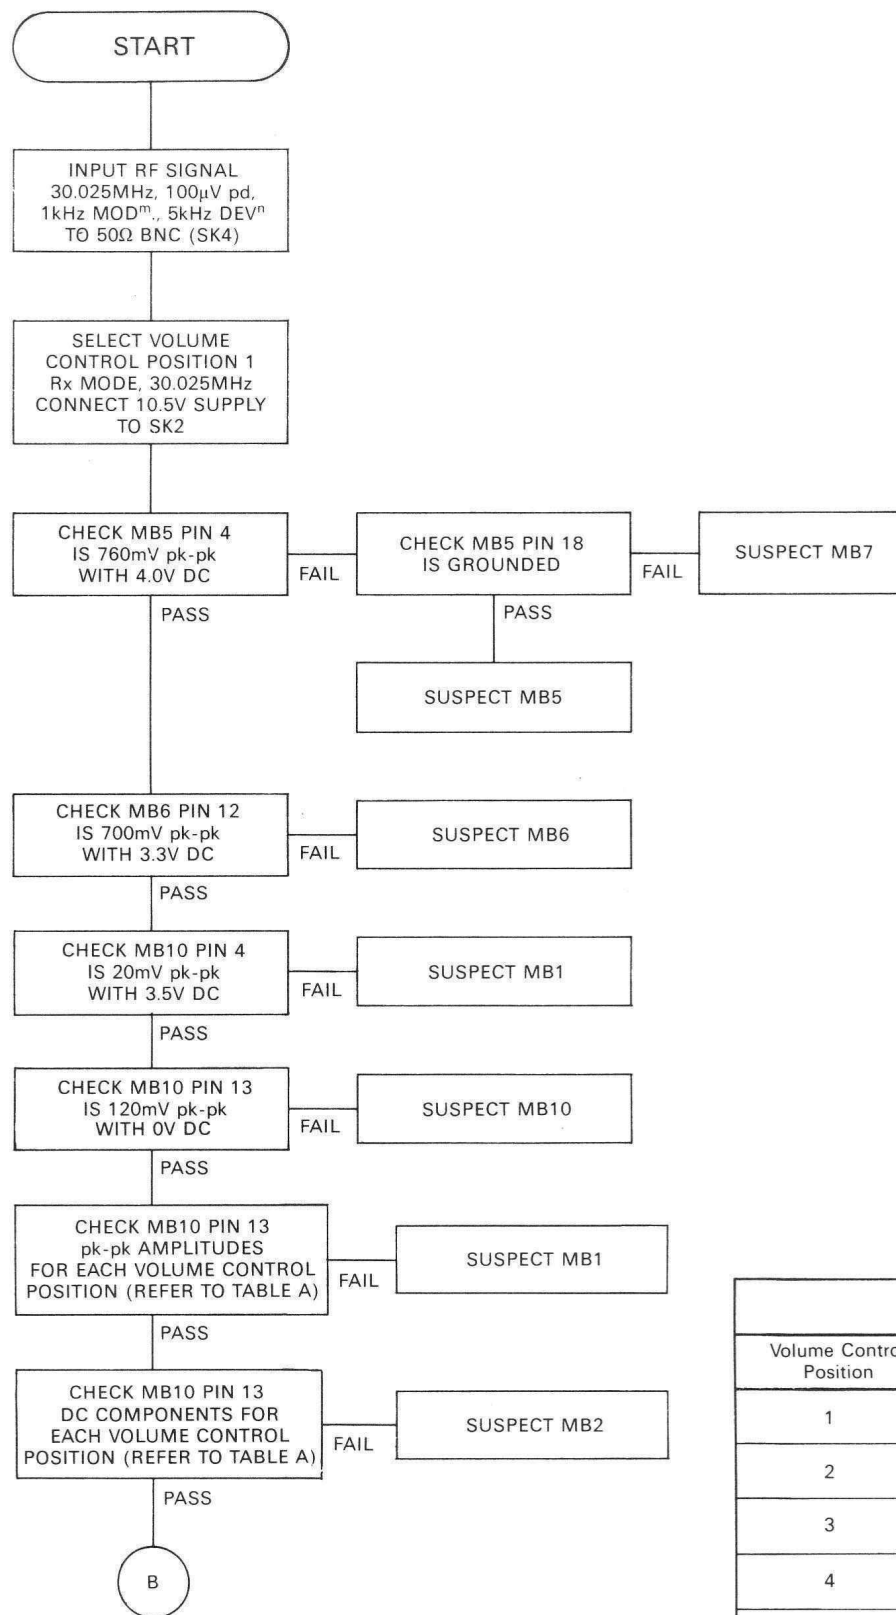 START
INPUT RF SIGNAL
30.025MHz, 100µV pd,
1kHz MODᵐ., 5kHz DEVⁿ
TO 50Ω BNC (SK4)
SELECT VOLUME
CONTROL POSITION 1
Rx MODE, 30.025MHz
CONNECT 10.5V SUPPLY
TO SK2
CHECK MB5 PIN 4
IS 760mV pk-pk
WITH 4.0V DC
FAIL
CHECK MB5 PIN 18
IS GROUNDED
FAIL
SUSPECT MB7
PASS
PASS
SUSPECT MB5
CHECK MB6 PIN 12
IS 700mV pk-pk
WITH 3.3V DC
FAIL
SUSPECT MB6
PASS
CHECK MB10 PIN 4
IS 20mV pk-pk
WITH 3.5V DC
FAIL
SUSPECT MB1
PASS
CHECK MB10 PIN 13
IS 120mV pk-pk
WITH 0V DC
FAIL
SUSPECT MB10
PASS
CHECK MB10 PIN 13
pk-pk AMPLITUDES
FOR EACH VOLUME CONTROL
POSITION (REFER TO TABLE A)
FAIL
SUSPECT MB1
PASS
CHECK MB10 PIN 13
DC COMPONENTS FOR
EACH VOLUME CONTROL
POSITION (REFER TO TABLE A)
FAIL
SUSPECT MB2
PASS
B
Volume Contro
Position
1
2
3
4